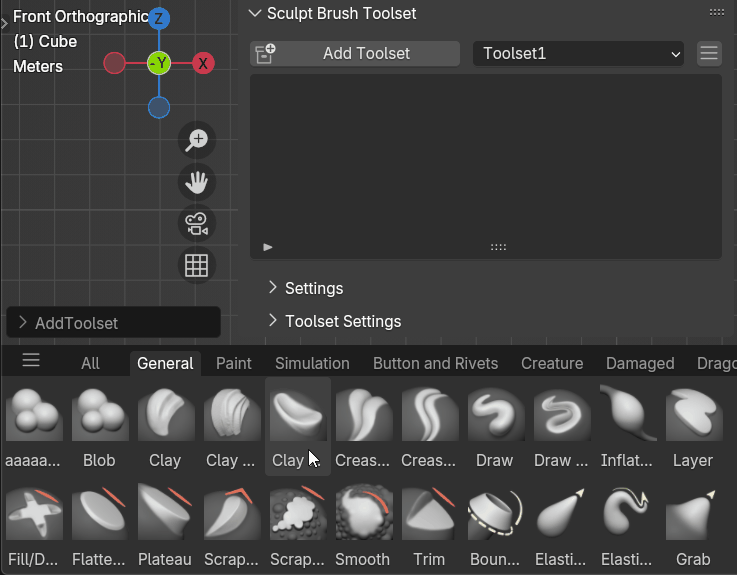 Front Orthographic
(1) Cube
Meters
Z
-Y
X
Sculpt Brush Toolset
Add Toolset
Toolset1
Settings
Toolset Settings
AddToolset
All General Paint Simulation Button and Rivets Creature Damaged Drago
aaaaa... Blob Clay Clay ... Clay Creas... Creas... Draw Draw ... Inflat... Layer
Fill/D... Flatte... Plateau Scrap... Scrap... Smooth Trim Boun... Elasti... Elasti... Grab